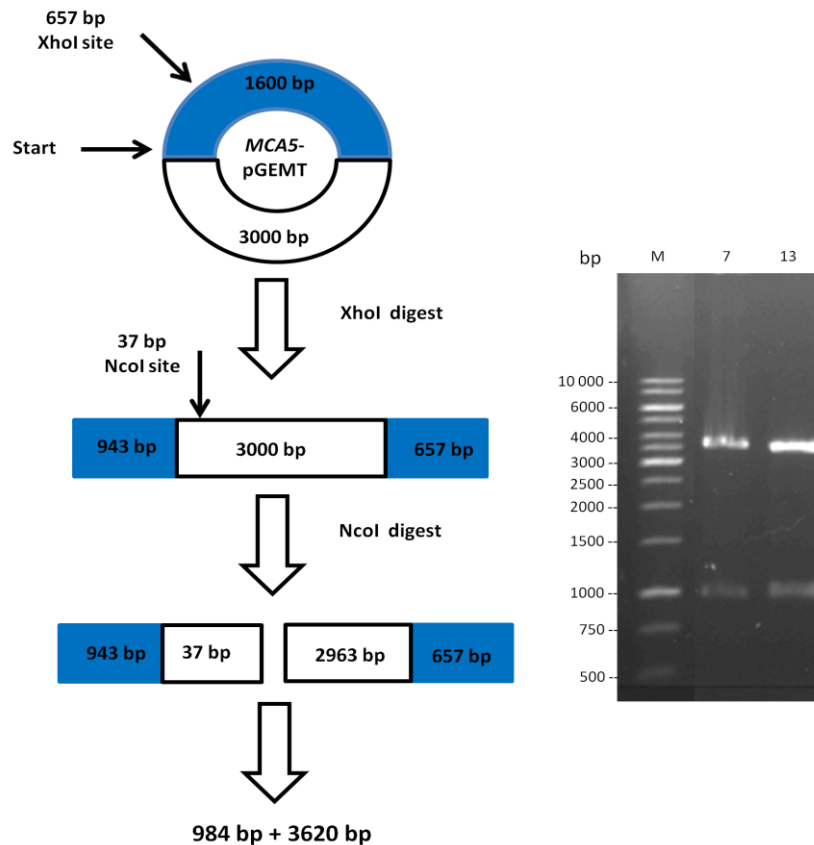 657 bp
XhoI site
1600 bp
Start
MCA5-
pGEMT
3000 bp
XhoI digest
37 bp
NcoI site
943 bp
3000 bp
657 bp
NcoI digest
943 bp
37 bp
2963 bp
657 bp
984 bp + 3620 bp
bp M 7 13
10 000 --
6000 --
4000 --
3000 --
2500 --
2000 --
1500 --
1000 --
750 --
500 --